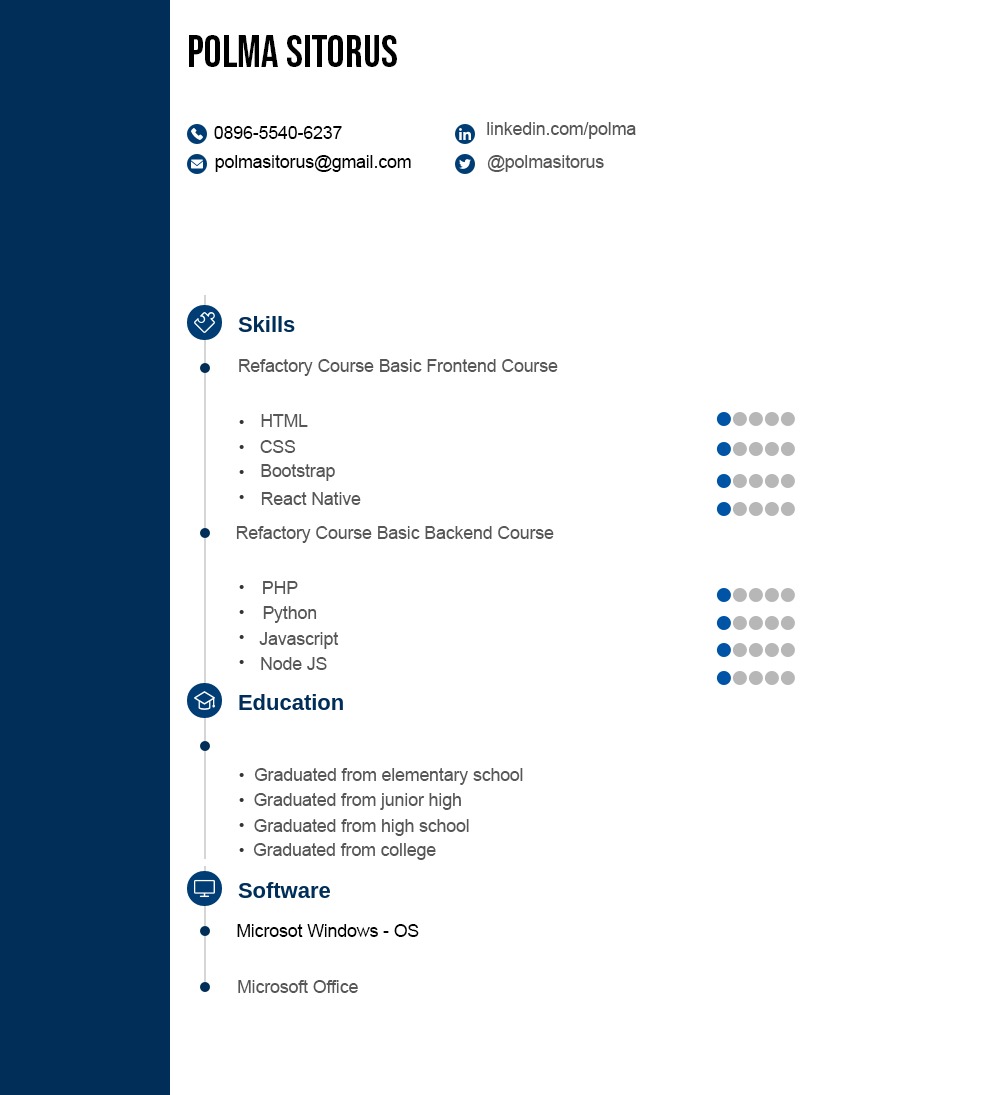 POLMA SITORUS
0896-5540-6237
linkedin.com/polma
polmasitorus@gmail.com
@polmasitorus
Skills
Refactory Course Basic Frontend Course
• HTML
• CSS
• Bootstrap
• React Native
Refactory Course Basic Backend Course
• PHP
• Python
• Javascript
• Node JS
Education
• Graduated from elementary school
• Graduated from junior high
• Graduated from high school
• Graduated from college
Software
Microsot Windows - OS
Microsoft Office